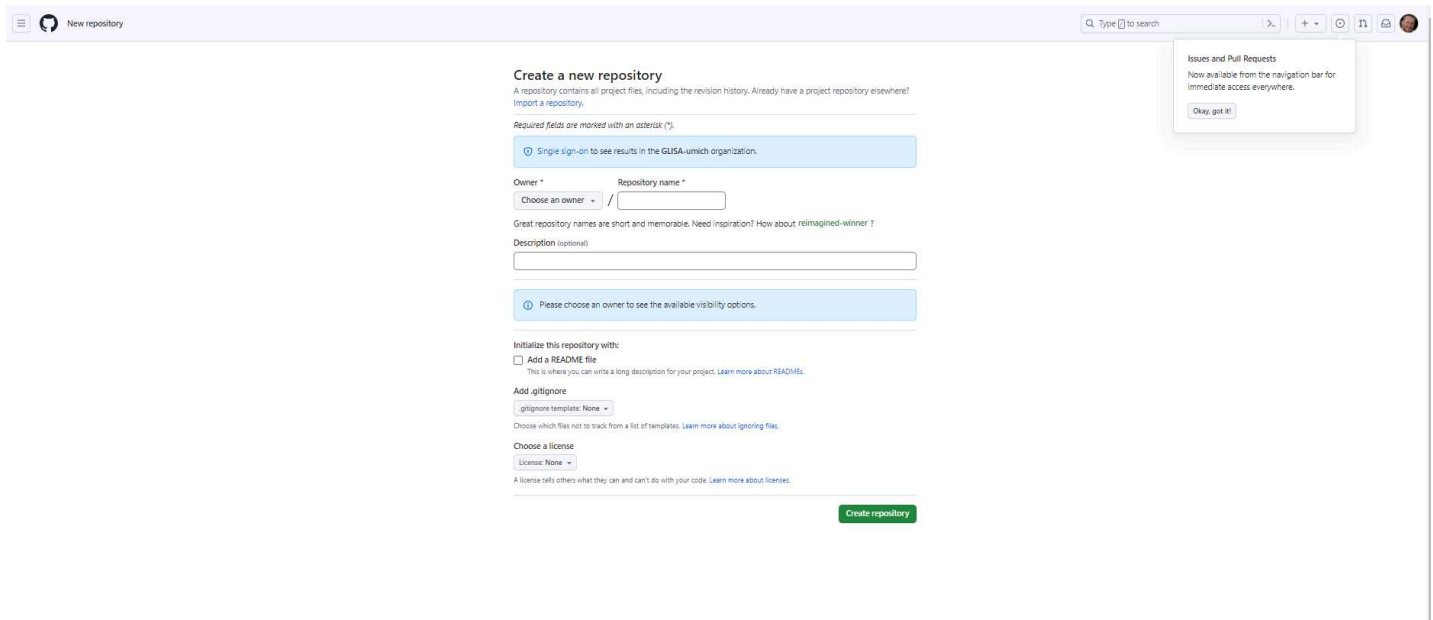 New repository
Type / to search
Issues and Pull Requests
Now available from the navigation bar for
immediate access everywhere.
Okay, got it!
Create a new repository
A repository contains all project files, including the revision history. Already have a project repository elsewhere?
Import a repository.
Required fields are marked with an asterisk (*).
Single sign-on to see results in the GLISA-umich organization.
Owner * Repository name *
Choose an owner /
Great repository names are short and memorable. Need inspiration? How about reimagined-winner ?
Description (optional)
Please choose an owner to see the available visibility options.
Initialize this repository with:
Add a README file
This is where you can write a long description for your project. Learn more about READMEs.
Add .gitignore
.gitignore template: None
Choose which files not to track from a list of templates. Learn more about ignoring files.
Choose a license
License: None
A license tells others what they can and can't do with your code. Learn more about licenses.
Create repository